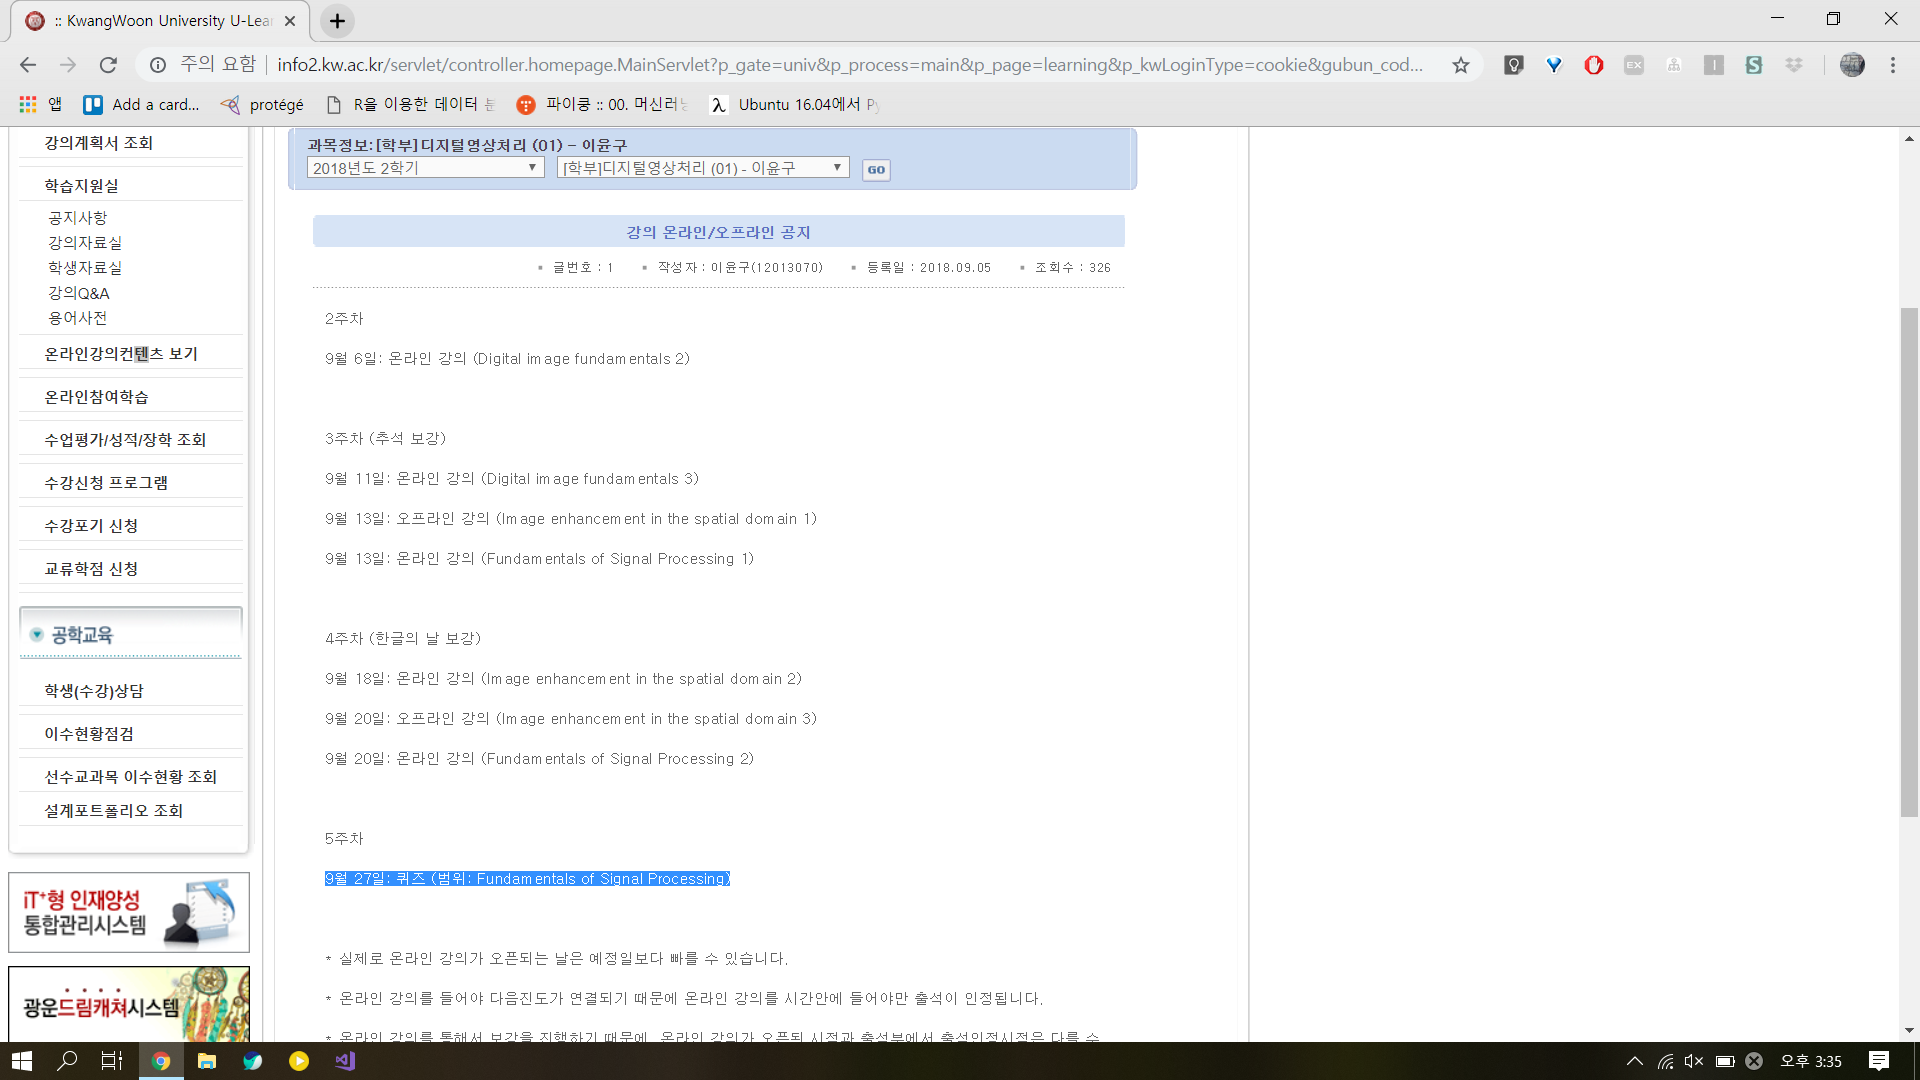 :: KwangWoon University U-Lear
주의 요함
info2.kw.ac.kr/servlet/controller.homepage.MainServlet?p_gate=univ&p_process=main&p_page=learning&p_kwLoginType=cookie&gubun_cod...
앱
Add a card...
protégé
R을 이용한 데이터 분
파이쿵 :: 00. 머신러닝
Ubuntu 16.04에서 Py
강의계획서 조회
학습지원실
공지사항
강의자료실
학생자료실
강의Q&A
용어사전
온라인강의컨텐츠 보기
온라인참여학습
수업평가/성적/장학 조회
수강신청 프로그램
수강포기 신청
교류학점 신청
공학교육
학생(수강)상담
이수현황점검
선수교과목 이수현황 조회
설계포트폴리오 조회
iT+형 인재양성
통합관리시스템
광운드림캐쳐시스템
과목정보:[학부]디지털영상처리 (01) - 이윤구
2018년도 2학기
[학부]디지털영상처리 (01) - 이윤구
GO
강의 온라인/오프라인 공지
글번호 : 1
작성자 : 이윤구(12013070)
등록일 : 2018.09.05
조회수 : 326
2주차
9월 6일: 온라인 강의 (Digital image fundamentals 2)
3주차 (추석 보강)
9월 11일: 온라인 강의 (Digital image fundamentals 3)
9월 13일: 오프라인 강의 (Image enhancement in the spatial domain 1)
9월 13일: 온라인 강의 (Fundamentals of Signal Processing 1)
4주차 (한글의 날 보강)
9월 18일: 온라인 강의 (Image enhancement in the spatial domain 2)
9월 20일: 오프라인 강의 (Image enhancement in the spatial domain 3)
9월 20일: 온라인 강의 (Fundamentals of Signal Processing 2)
5주차
9월 27일: 퀴즈 (범위: Fundamentals of Signal Processing)
* 실제로 온라인 강의가 오픈되는 날은 예정일보다 빠를 수 있습니다.
* 온라인 강의를 들어야 다음진도가 연결되기 때문에 온라인 강의를 시간안에 들어야만 출석이 인정됩니다.
* 온라인 강의를 통해서 보강을 진행하기 때문에, 온라인 강의가 오픈된 시점과 출석부에서 출석인정시점은 다를 수
오후 3:35